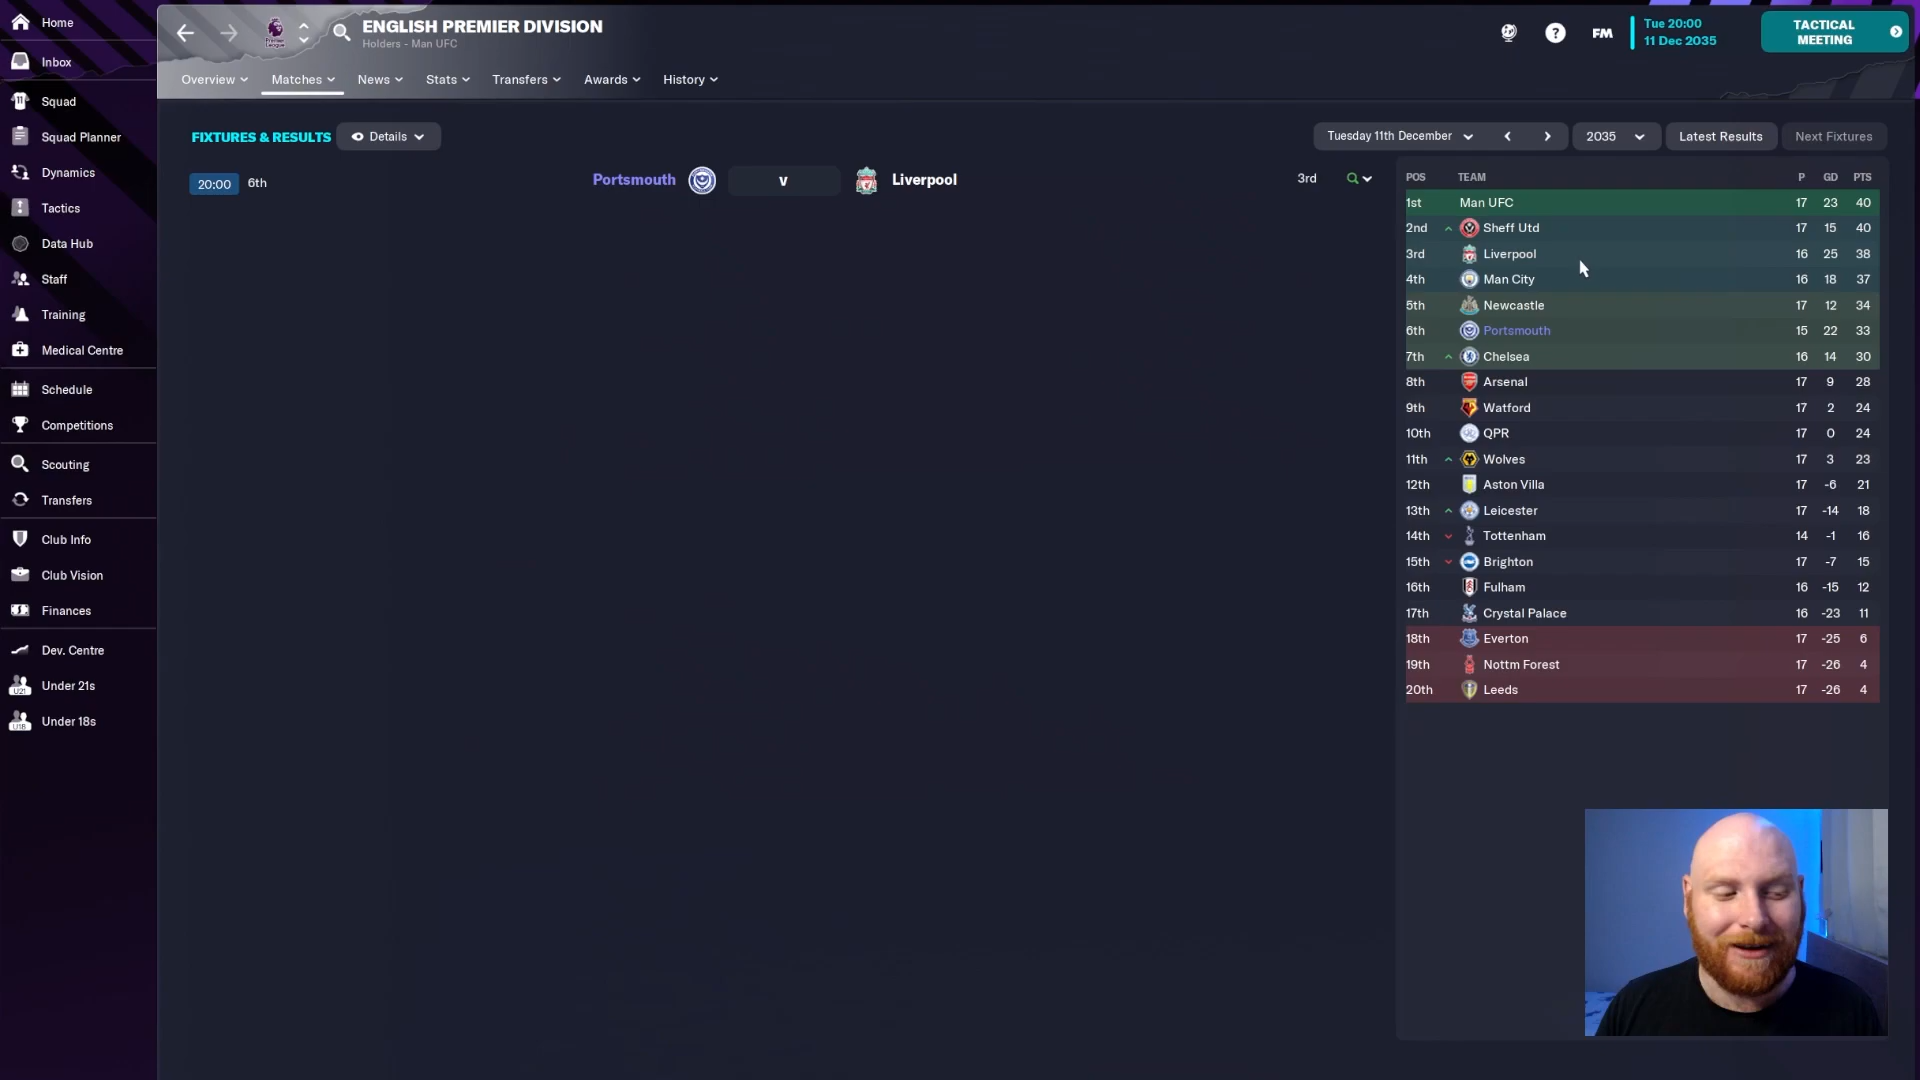 Home
Inbox
Squad
Squad Planner
Dynamics
Tactics
Data Hub
Staff
Training
Medical Centre
Schedule
Competitions
Scouting
Transfers
Club Info
Club Vision
Finances
Dev. Centre
U21 Under 21s
U18 Under 18s
ENGLISH PREMIER DIVISION
Holders - Man UFC
FM
Tue 20:00
11 Dec 2035
TACTICAL
MEETING
Overview Matches News Stats Transfers Awards History
FIXTURES & RESULTS Details
Tuesday 11th December 2035 Latest Results Next Fixtures
20:00 6th Portsmouth v Liverpool 3rd
POS TEAM P GD PTS
1st Man UFC 17 23 40
2nd Sheff Utd 17 15 40
3rd Liverpool 16 25 38
4th Man City 16 18 37
5th Newcastle 17 12 34
6th Portsmouth 15 22 33
7th Chelsea 16 14 30
8th Arsenal 17 9 28
9th Watford 17 2 24
10th QPR 17 0 24
11th Wolves 17 3 23
12th Aston Villa 17 -6 21
13th Leicester 17 -14 18
14th Tottenham 14 -1 16
15th Brighton 17 -7 15
16th Fulham 16 -15 12
17th Crystal Palace 16 -23 11
18th Everton 17 -25 6
19th Nottm Forest 17 -26 4
20th Leeds 17 -26 4